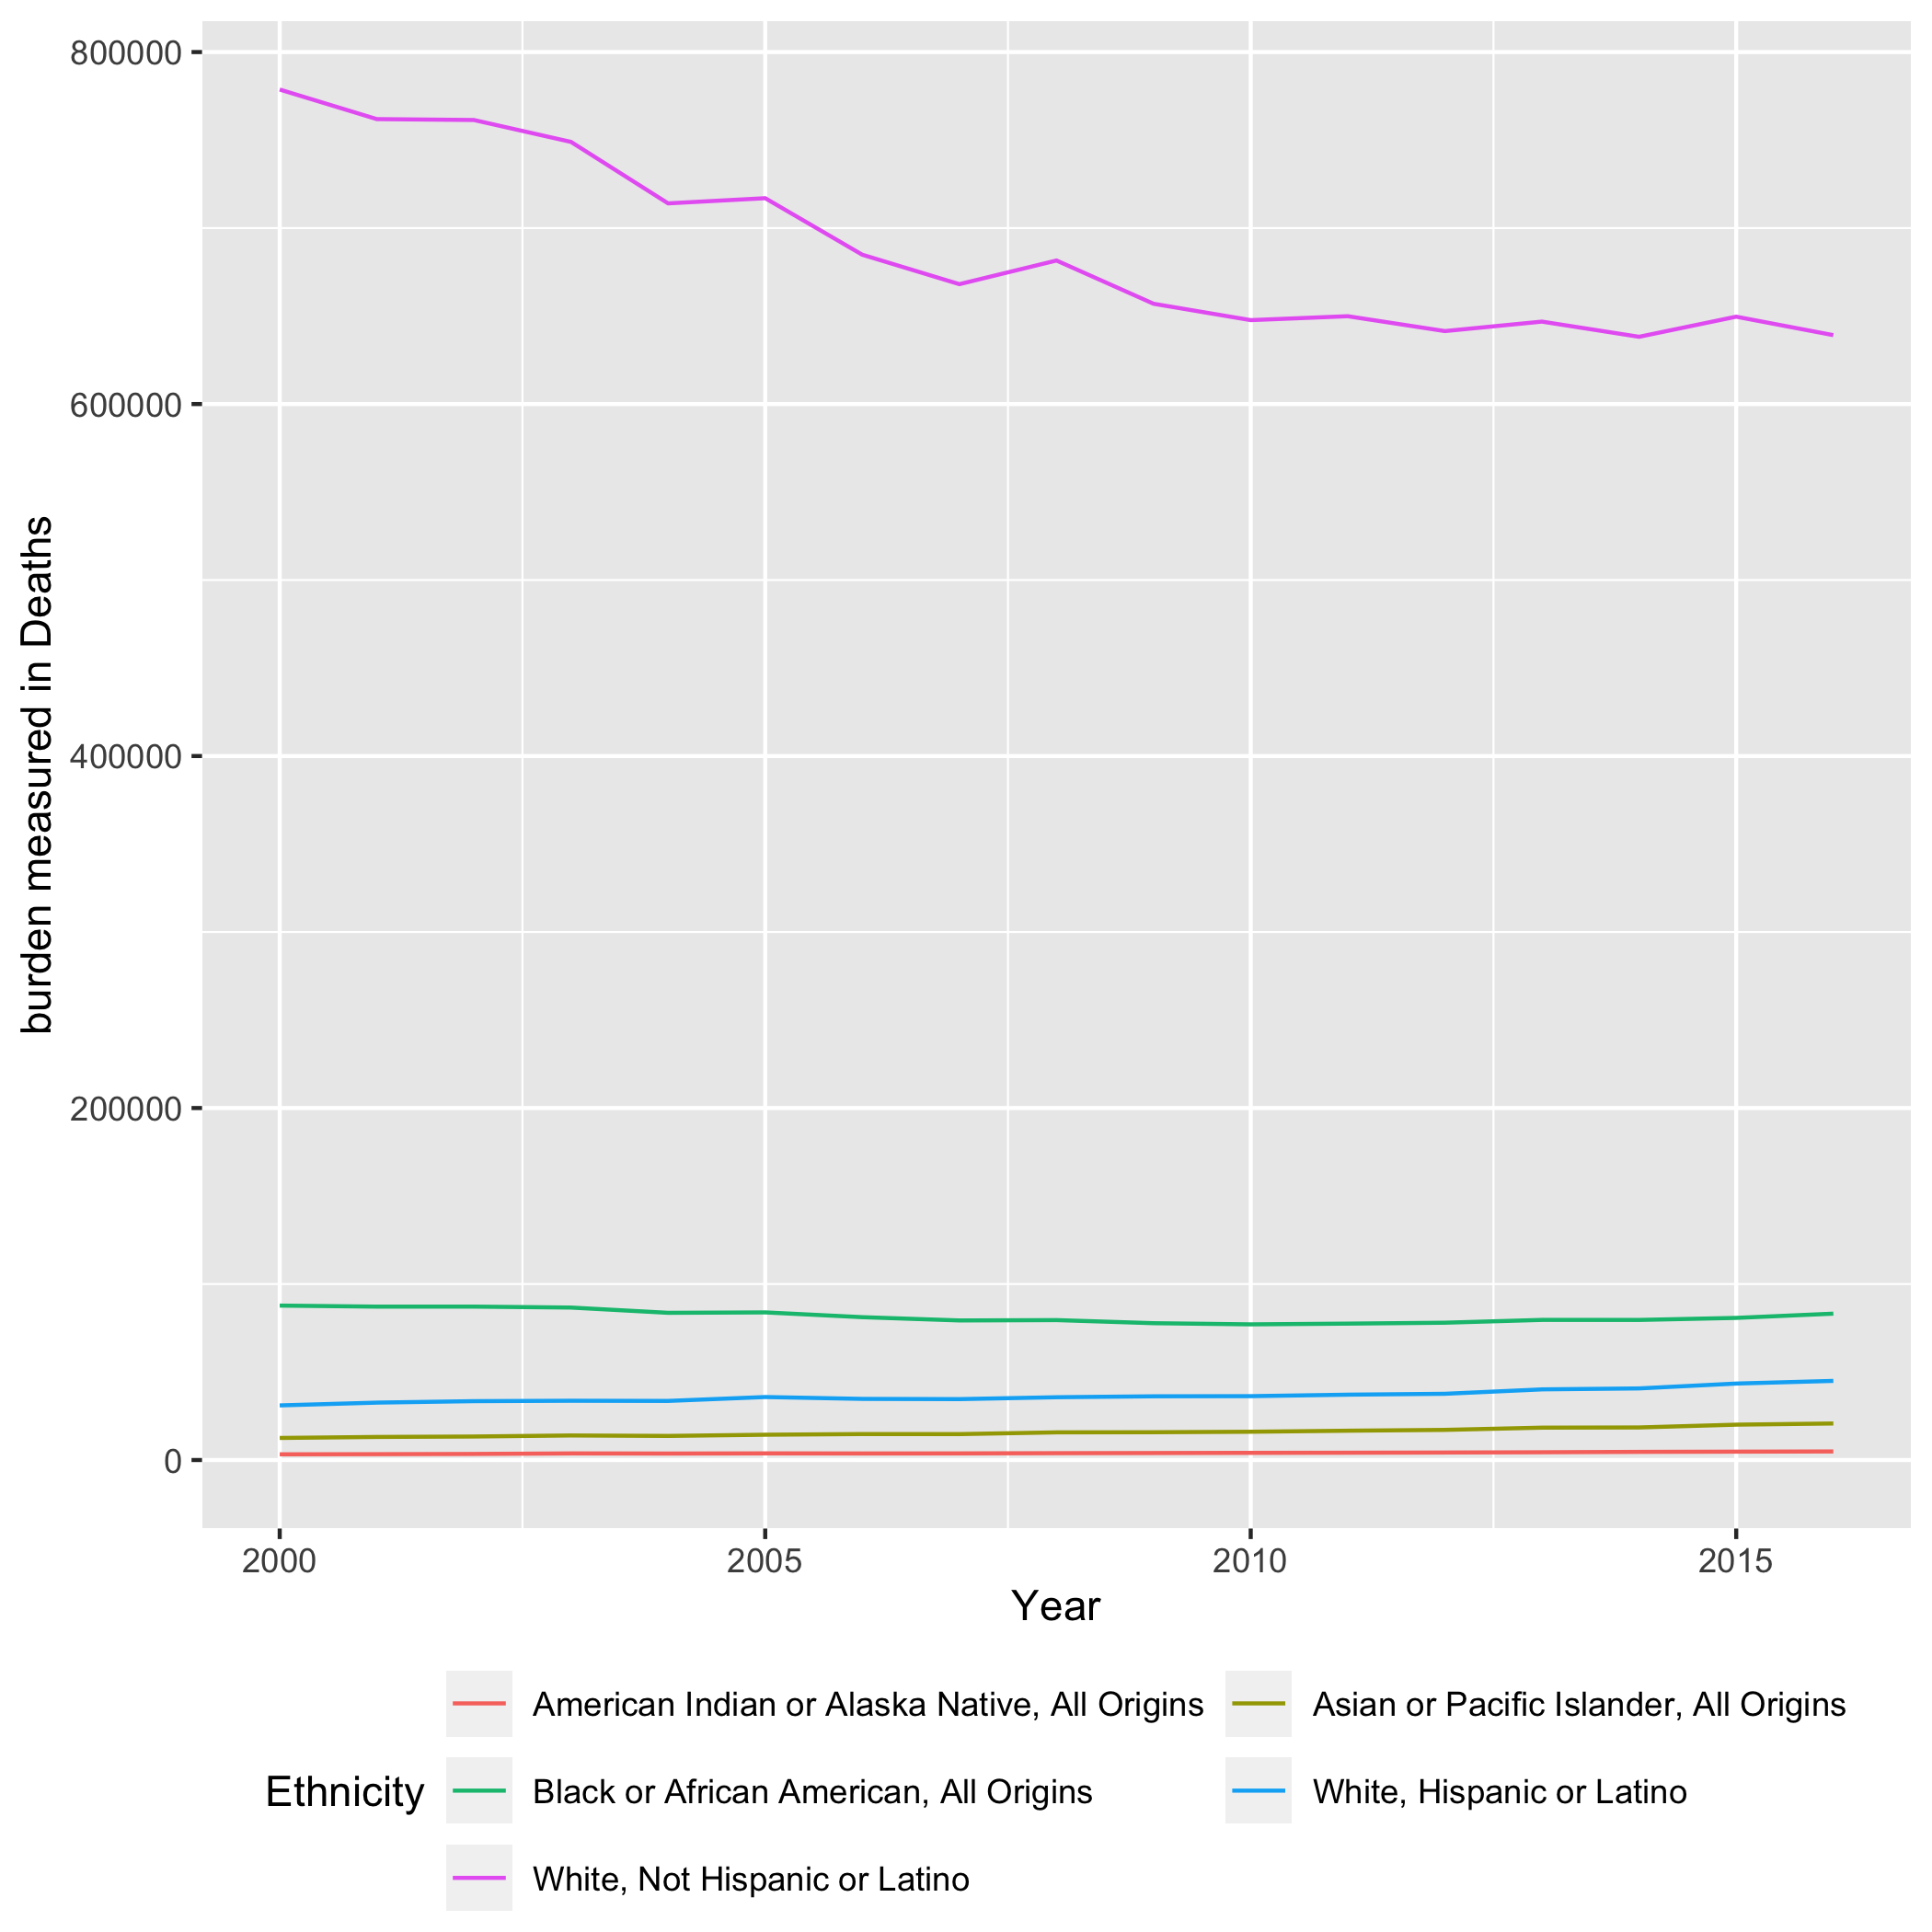 800000
600000
400000
200000
0
burden measured in Deaths
2000 2005 2010 2015
Year
Ethnicity
American Indian or Alaska Native, All Origins
Asian or Pacific Islander, All Origins
Black or African American, All Origins
White, Hispanic or Latino
White, Not Hispanic or Latino